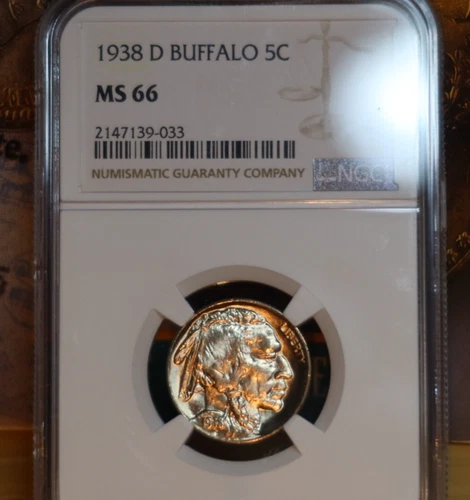 1938 D BUFFALO 5C
MS 66
2147139-033
NUMISMATIC GUARANTY COMPANY
NGC
LIBERTY